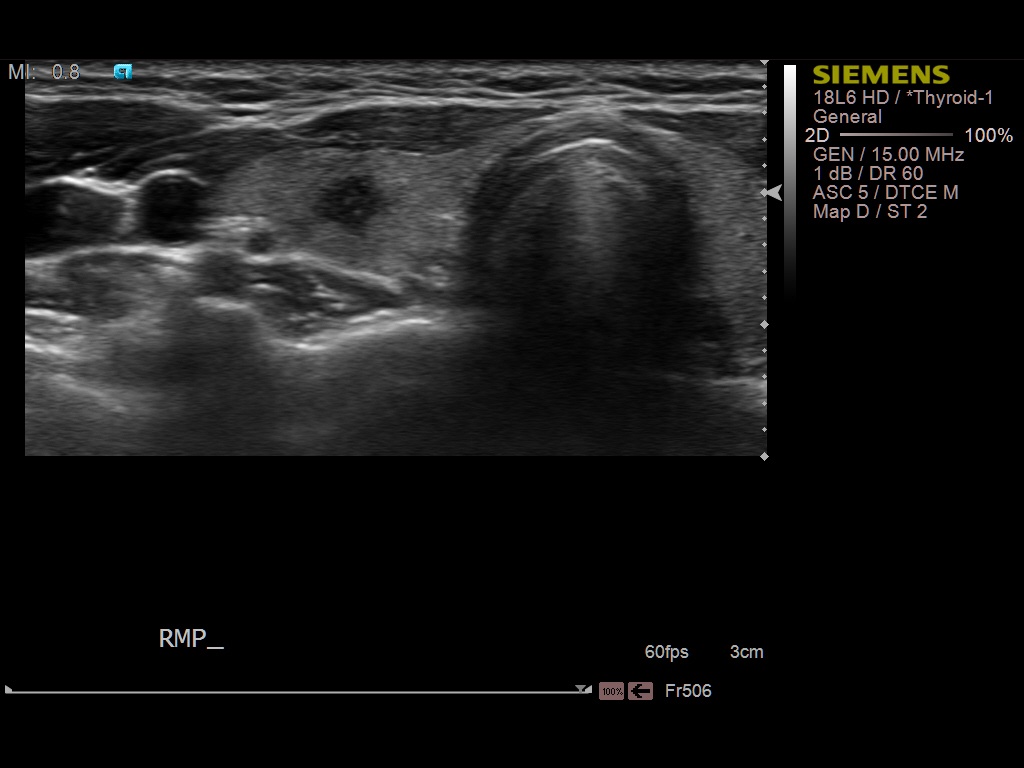 MI: 0.8
SIEMENS
18L6 HD / *Thyroid-1
General
2D 100%
GEN / 15.00 MHz
1 dB / DR 60
ASC 5 / DTCE M
Map D / ST 2
RMP_
60fps 3cm
100% Fr506